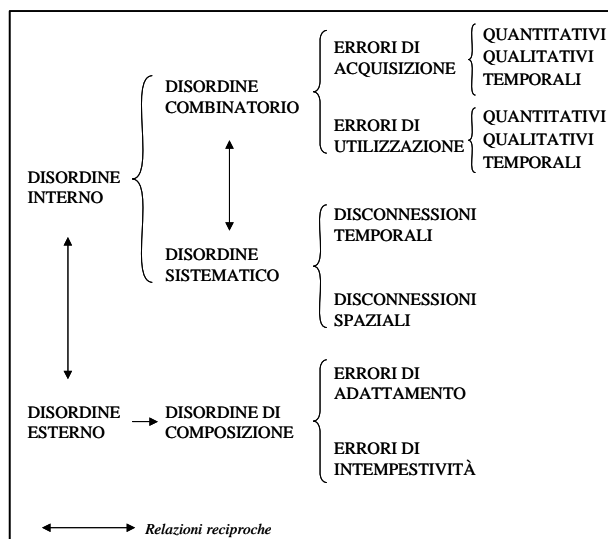 DISORDINE
INTERNO
DISORDINE
COMBINATORIO
ERRORI DI
ACQUISIZIONE
QUANTITATIVI
QUALITATIVI
TEMPORALI
ERRORI DI
UTILIZZAZIONE
QUANTITATIVI
QUALITATIVI
TEMPORALI
DISORDINE
SISTEMATICO
DISCONNESSIONI
TEMPORALI
DISCONNESSIONI
SPAZIALI
DISORDINE
ESTERNO
DISORDINE DI
COMPOSIZIONE
ERRORI DI
ADATTAMENTO
ERRORI DI
INTEMPESTIVITÀ
Relazioni reciproche